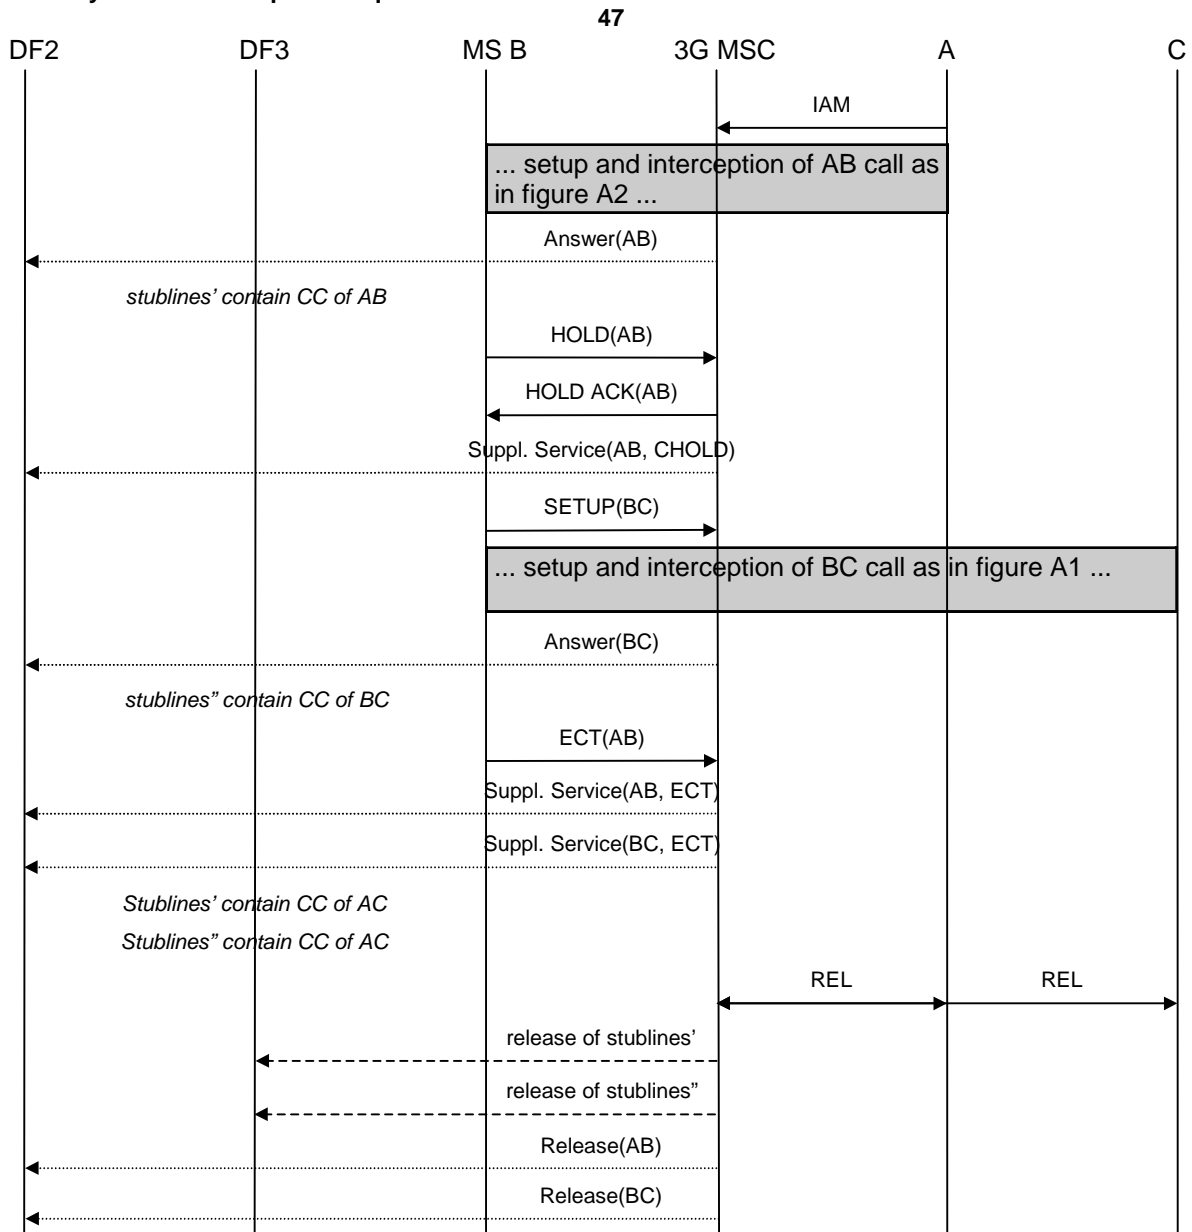 47
DF2 DF3 MS B 3G MSC A C
IAM
... setup and interception of AB call as
in figure A2 ...
Answer(AB)
stublines’ contain CC of AB
HOLD(AB)
HOLD ACK(AB)
Suppl. Service(AB, CHOLD)
SETUP(BC)
... setup and interception of BC call as in figure A1 ...
Answer(BC)
stublines” contain CC of BC
ECT(AB)
Suppl. Service(AB, ECT)
Suppl. Service(BC, ECT)
Stublines’ contain CC of AC
Stublines” contain CC of AC
REL REL
release of stublines’
release of stublines”
Release(AB)
Release(BC)